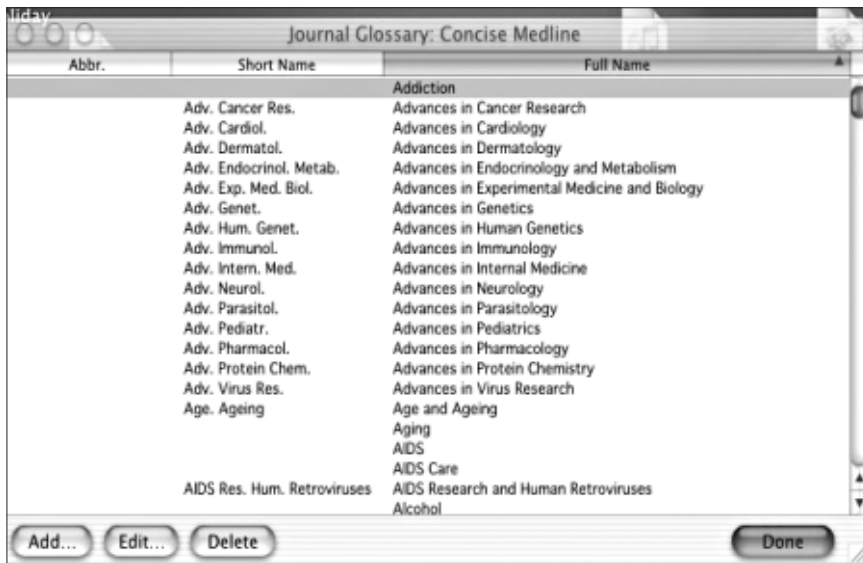 liday
Journal Glossary: Concise Medline
Abbr. Short Name Full Name
Addiction
Adv. Cancer Res. Advances in Cancer Research
Adv. Cardiol. Advances in Cardiology
Adv. Dermatol. Advances in Dermatology
Adv. Endocrinol. Metab. Advances in Endocrinology and Metabolism
Adv. Exp. Med. Biol. Advances in Experimental Medicine and Biology
Adv. Genet. Advances in Genetics
Adv. Hum. Genet. Advances in Human Genetics
Adv. Immunol. Advances in Immunology
Adv. Intern. Med. Advances in Internal Medicine
Adv. Neurol. Advances in Neurology
Adv. Parasitol. Advances in Parasitology
Adv. Pediatr. Advances in Pediatrics
Adv. Pharmacol. Advances in Pharmacology
Adv. Protein Chem. Advances in Protein Chemistry
Adv. Virus Res. Advances in Virus Research
Age. Ageing Age and Ageing
Aging
AIDS
AIDS Care
AIDS Res. Hum. Retroviruses AIDS Research and Human Retroviruses
Alcohol
Add... Edit... Delete Done